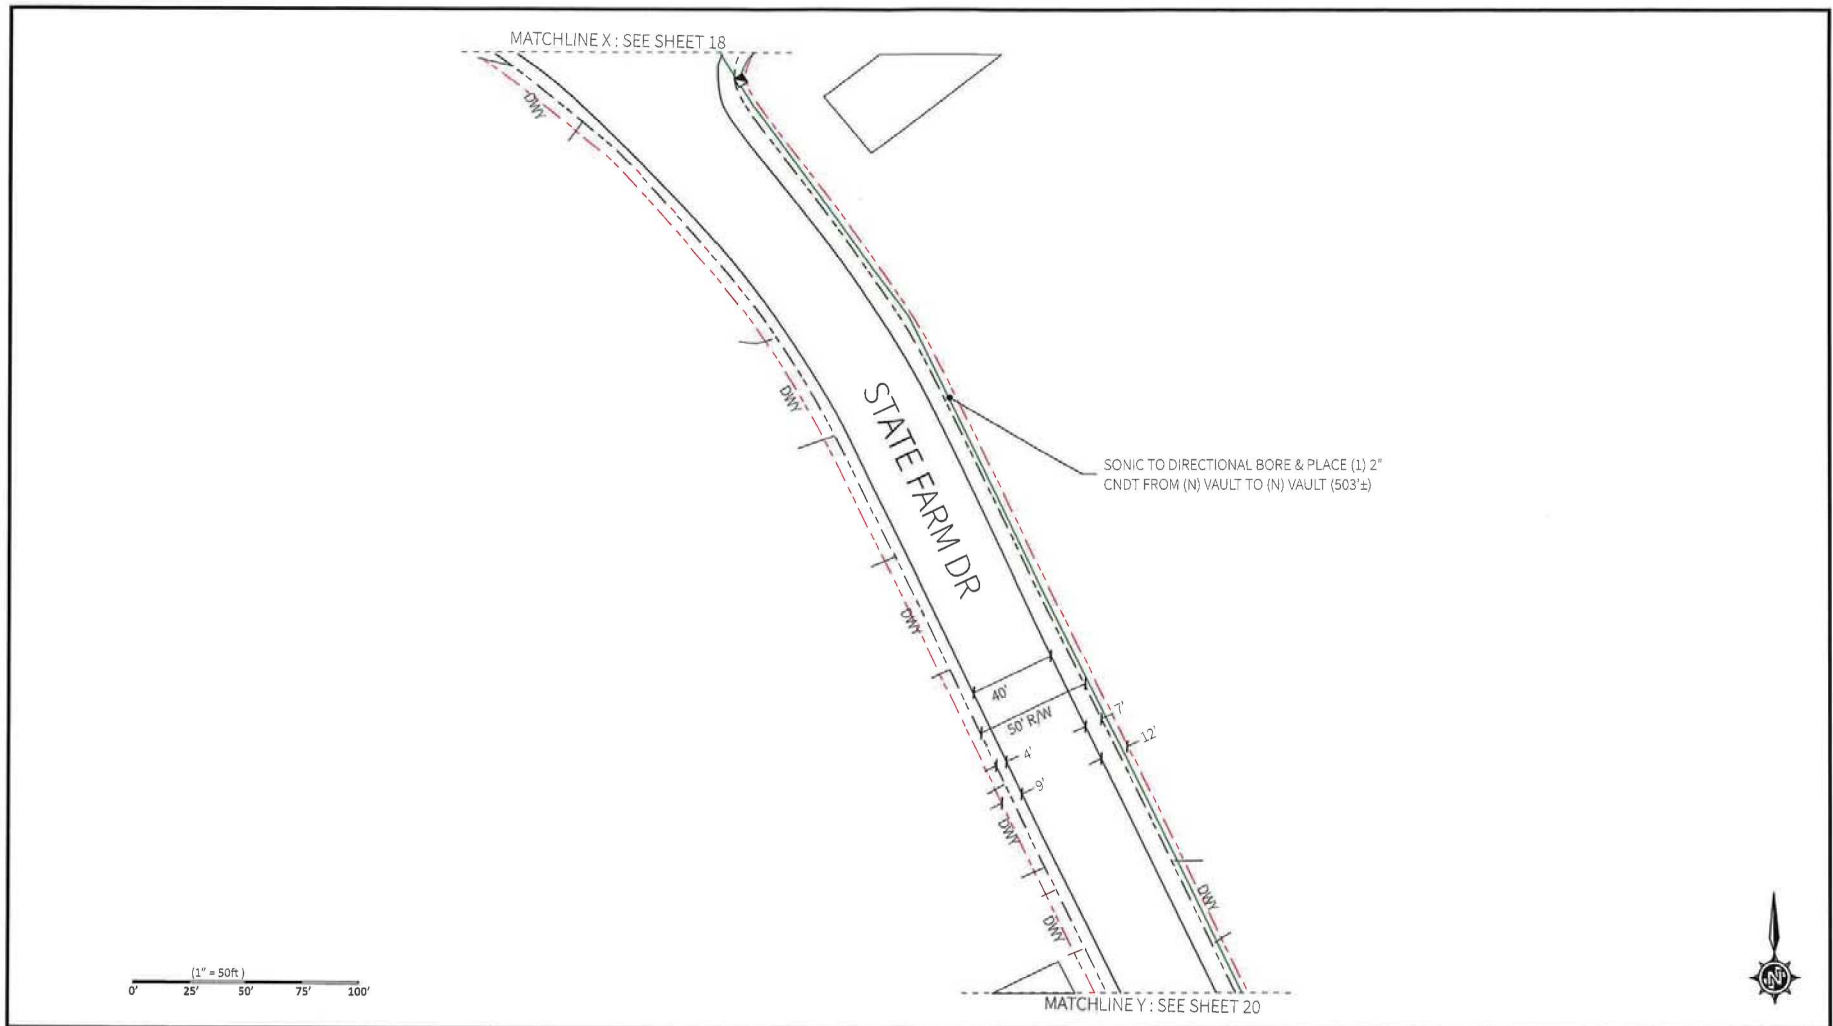 MATCHLINE X : SEE SHEET 18
DWY
DWY
STATE FARM DR
SONIC TO DIRECTIONAL BORE & PLACE (1) 2"
CNDT FROM (N) VAULT TO (N) VAULT (503'±)
DWY
40'
50' R/W
7'
12'
4'
9'
DWY
DWY
DWY
(1" = 50ft )
0' 25' 50' 75' 100'
N
MATCHLINE Y : SEE SHEET 20